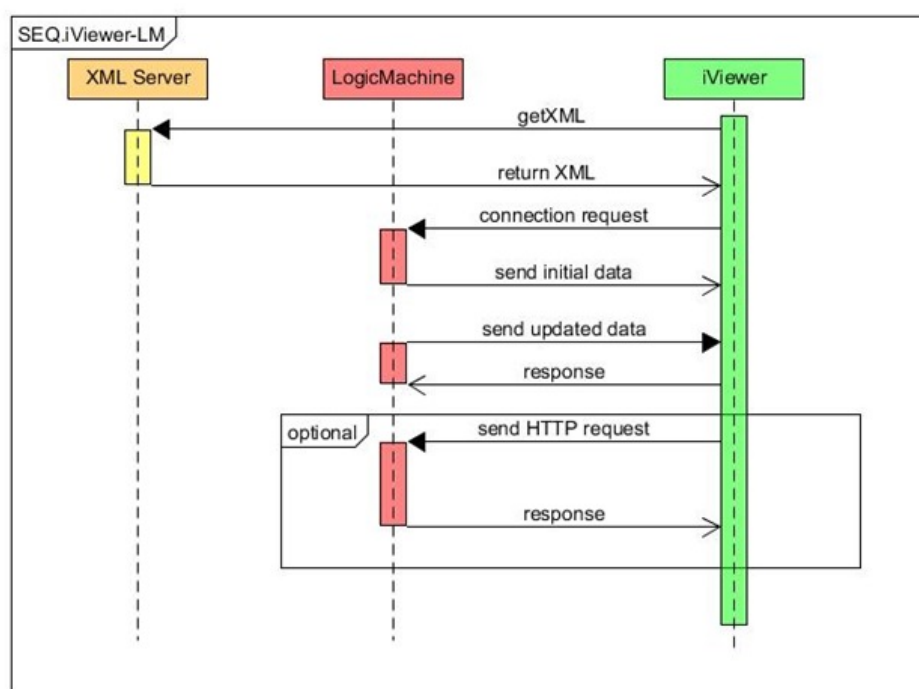 SEQ.iViewer-LM
XML Server
LogicMachine
iViewer
getXML
return XML
connection request
send initial data
send updated data
response
optional
send HTTP request
response